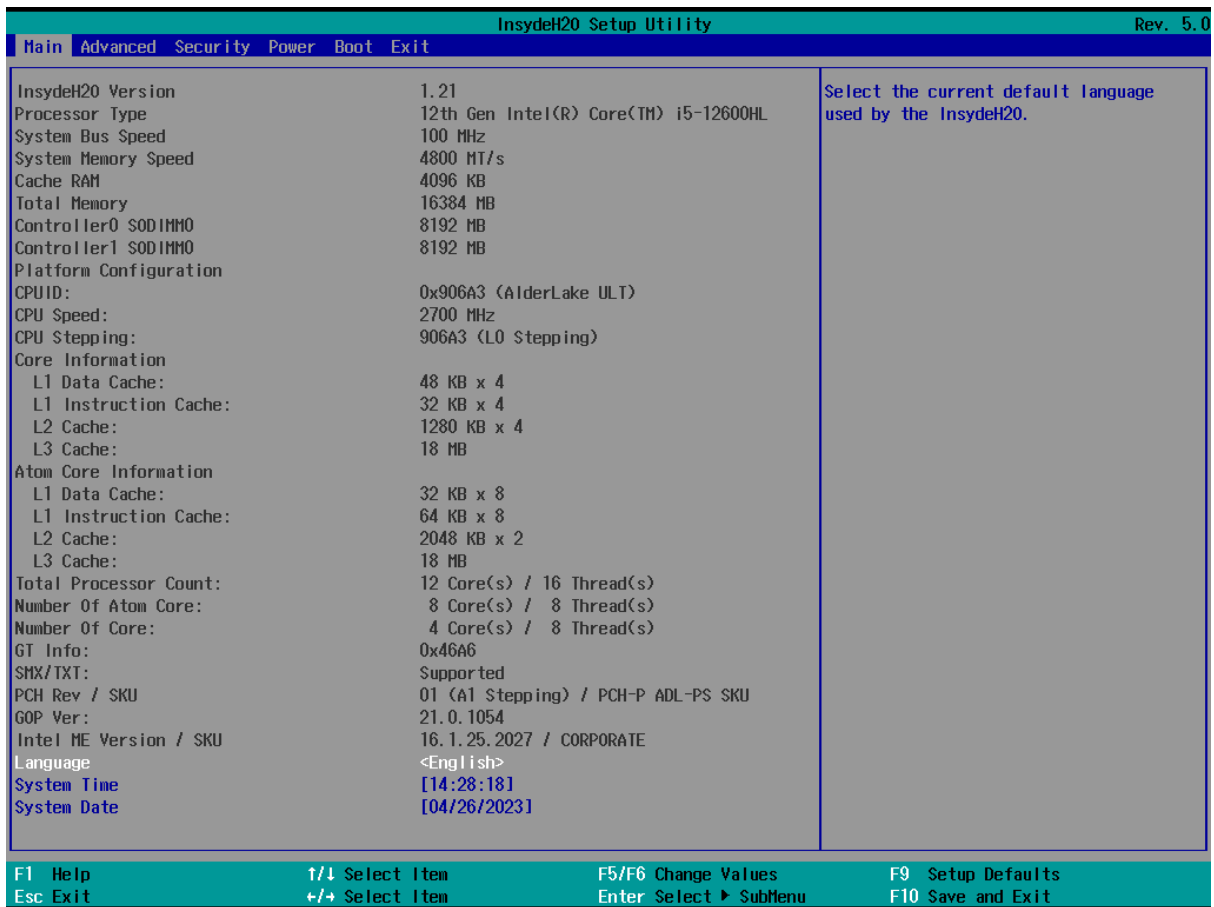 InsydeH20 Setup Utility Rev. 5.0
Main Advanced Security Power Boot Exit
InsydeH20 Version 1.21
Processor Type 12th Gen Intel(R) Core(TM) i5-12600HL
System Bus Speed 100 MHz
System Memory Speed 4800 MT/s
Cache RAM 4096 KB
Total Memory 16384 MB
Controller0 SODIMM0 8192 MB
Controller1 SODIMM0 8192 MB
Platform Configuration
CPUID: 0x906A3 (AlderLake ULT)
CPU Speed: 2700 MHz
CPU Stepping: 906A3 (L0 Stepping)
Core Information
L1 Data Cache: 48 KB x 4
L1 Instruction Cache: 32 KB x 4
L2 Cache: 1280 KB x 4
L3 Cache: 18 MB
Atom Core Information
L1 Data Cache: 32 KB x 8
L1 Instruction Cache: 64 KB x 8
L2 Cache: 2048 KB x 2
L3 Cache: 18 MB
Total Processor Count: 12 Core(s) / 16 Thread(s)
Number Of Atom Core: 8 Core(s) / 8 Thread(s)
Number Of Core: 4 Core(s) / 8 Thread(s)
GT Info: 0x46A6
SMX/TXT: Supported
PCH Rev / SKU 01 (A1 Stepping) / PCH-P ADL-PS SKU
GOP Ver: 21.0.1054
Intel ME Version / SKU 16.1.25.2027 / CORPORATE
Language <English>
System Time [14:28:18]
System Date [04/26/2023]
Select the current default language
used by the InsydeH20.
F1 Help ↑/↓ Select Item F5/F6 Change Values F9 Setup Defaults
Esc Exit ←/→ Select Item Enter Select ▶ SubMenu F10 Save and Exit